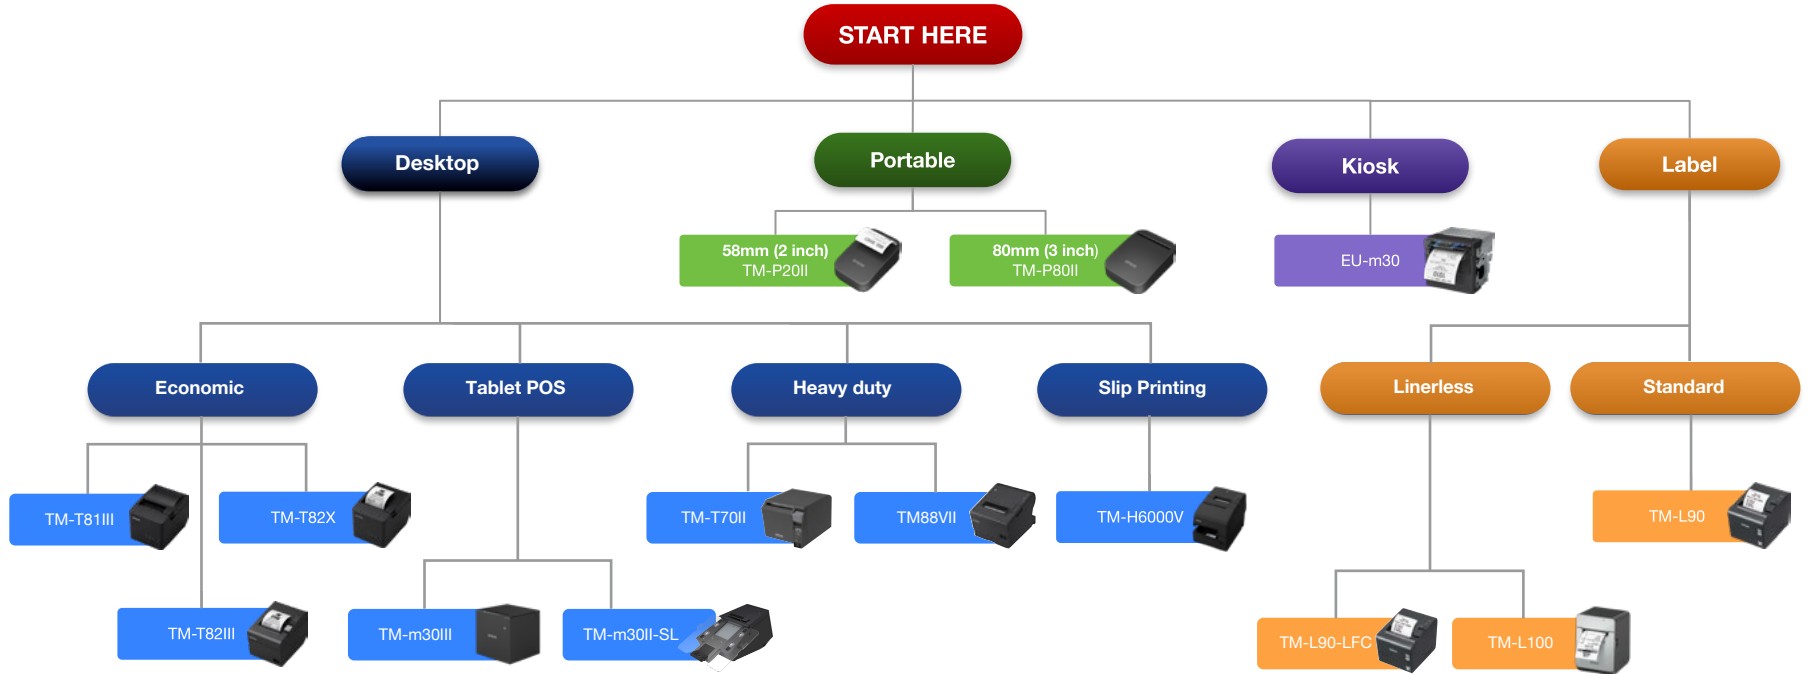 START HERE
Desktop
Portable
Kiosk
Label
58mm (2 inch)
TM-P20II
80mm (3 inch)
TM-P80II
EU-m30
Economic
Tablet POS
Heavy duty
Slip Printing
Linerless
Standard
TM-T81III
TM-T82X
TM-T70II
TM88VII
TM-H6000V
TM-L90
TM-T82III
TM-m30III
TM-m30II-SL
TM-L90-LFC
TM-L100